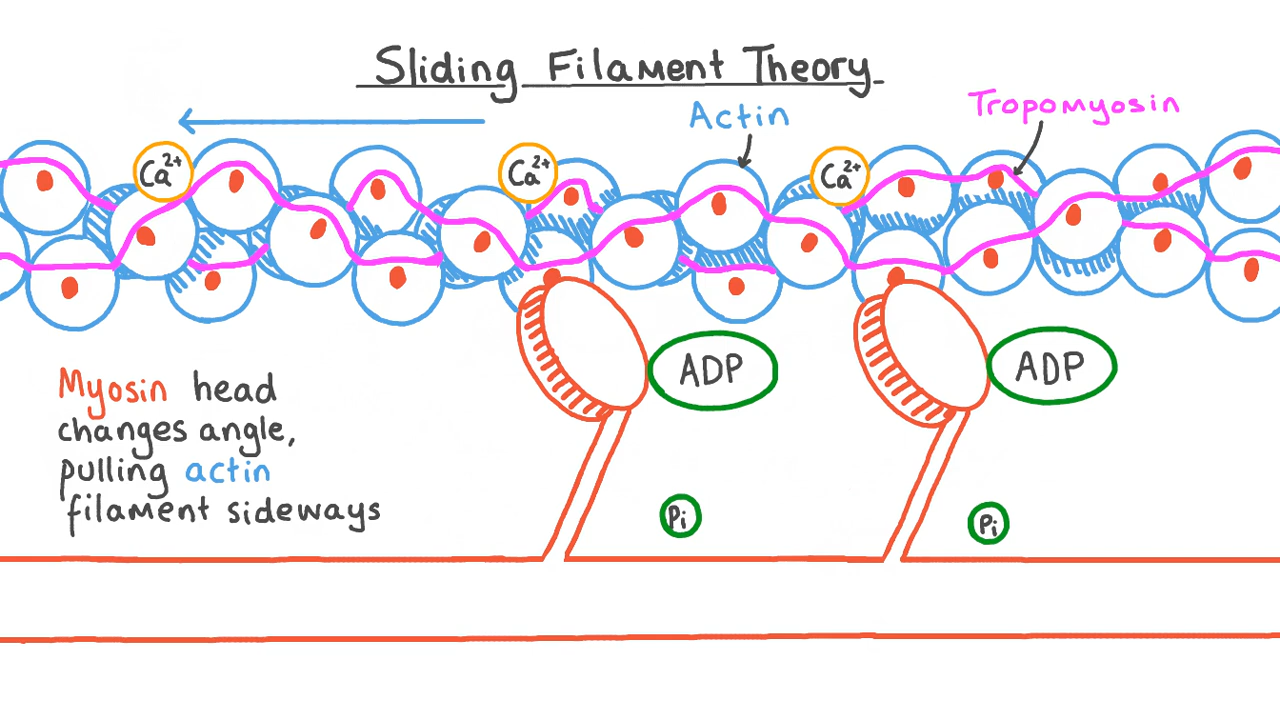 Sliding Filament Theory
Actin
Tropomyosin
Ca²⁺
Ca²⁺
Ca²⁺
ADP
ADP
Myosin head
changes angle,
pulling actin
filament sideways
Pi
Pi